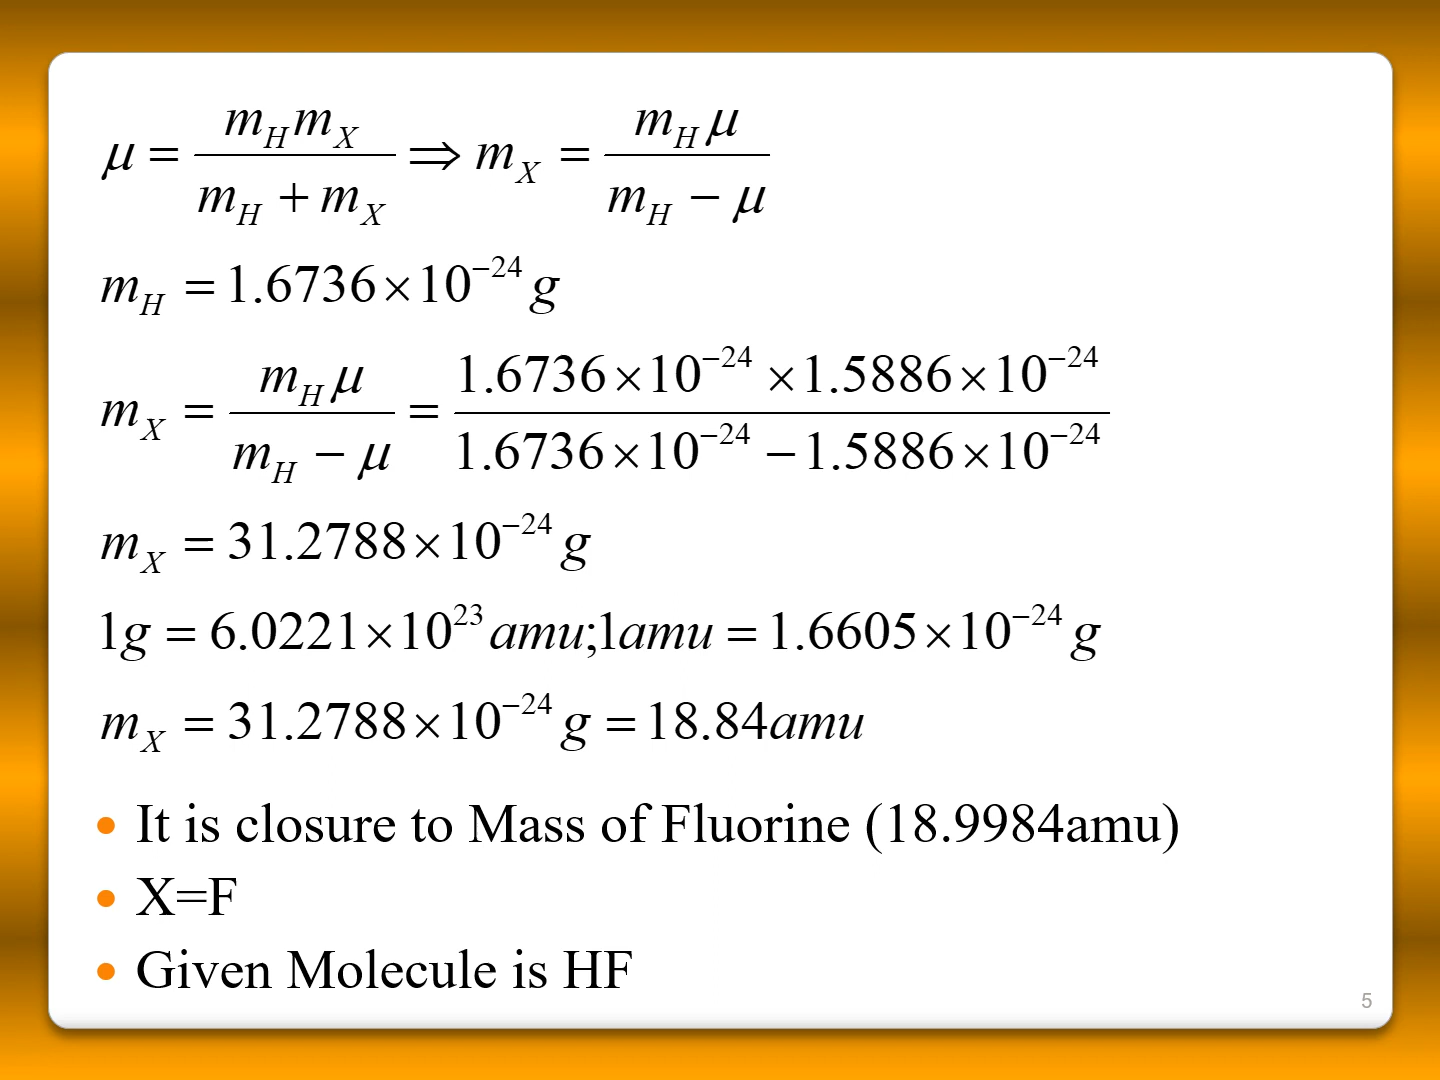 μ = m_H m_X / (m_H + m_X) ⇒ m_X = m_H μ / (m_H − μ)
m_H = 1.6736×10^−24 g
m_X = m_H μ / (m_H − μ) = 1.6736×10^−24 ×1.5886×10^−24 / (1.6736×10^−24 −1.5886×10^−24)
m_X = 31.2788×10^−24 g
1g = 6.0221×10^23 amu;1amu = 1.6605×10^−24 g
m_X = 31.2788×10^−24 g = 18.84amu
• It is closure to Mass of Fluorine (18.9984amu)
• X=F
• Given Molecule is HF
5